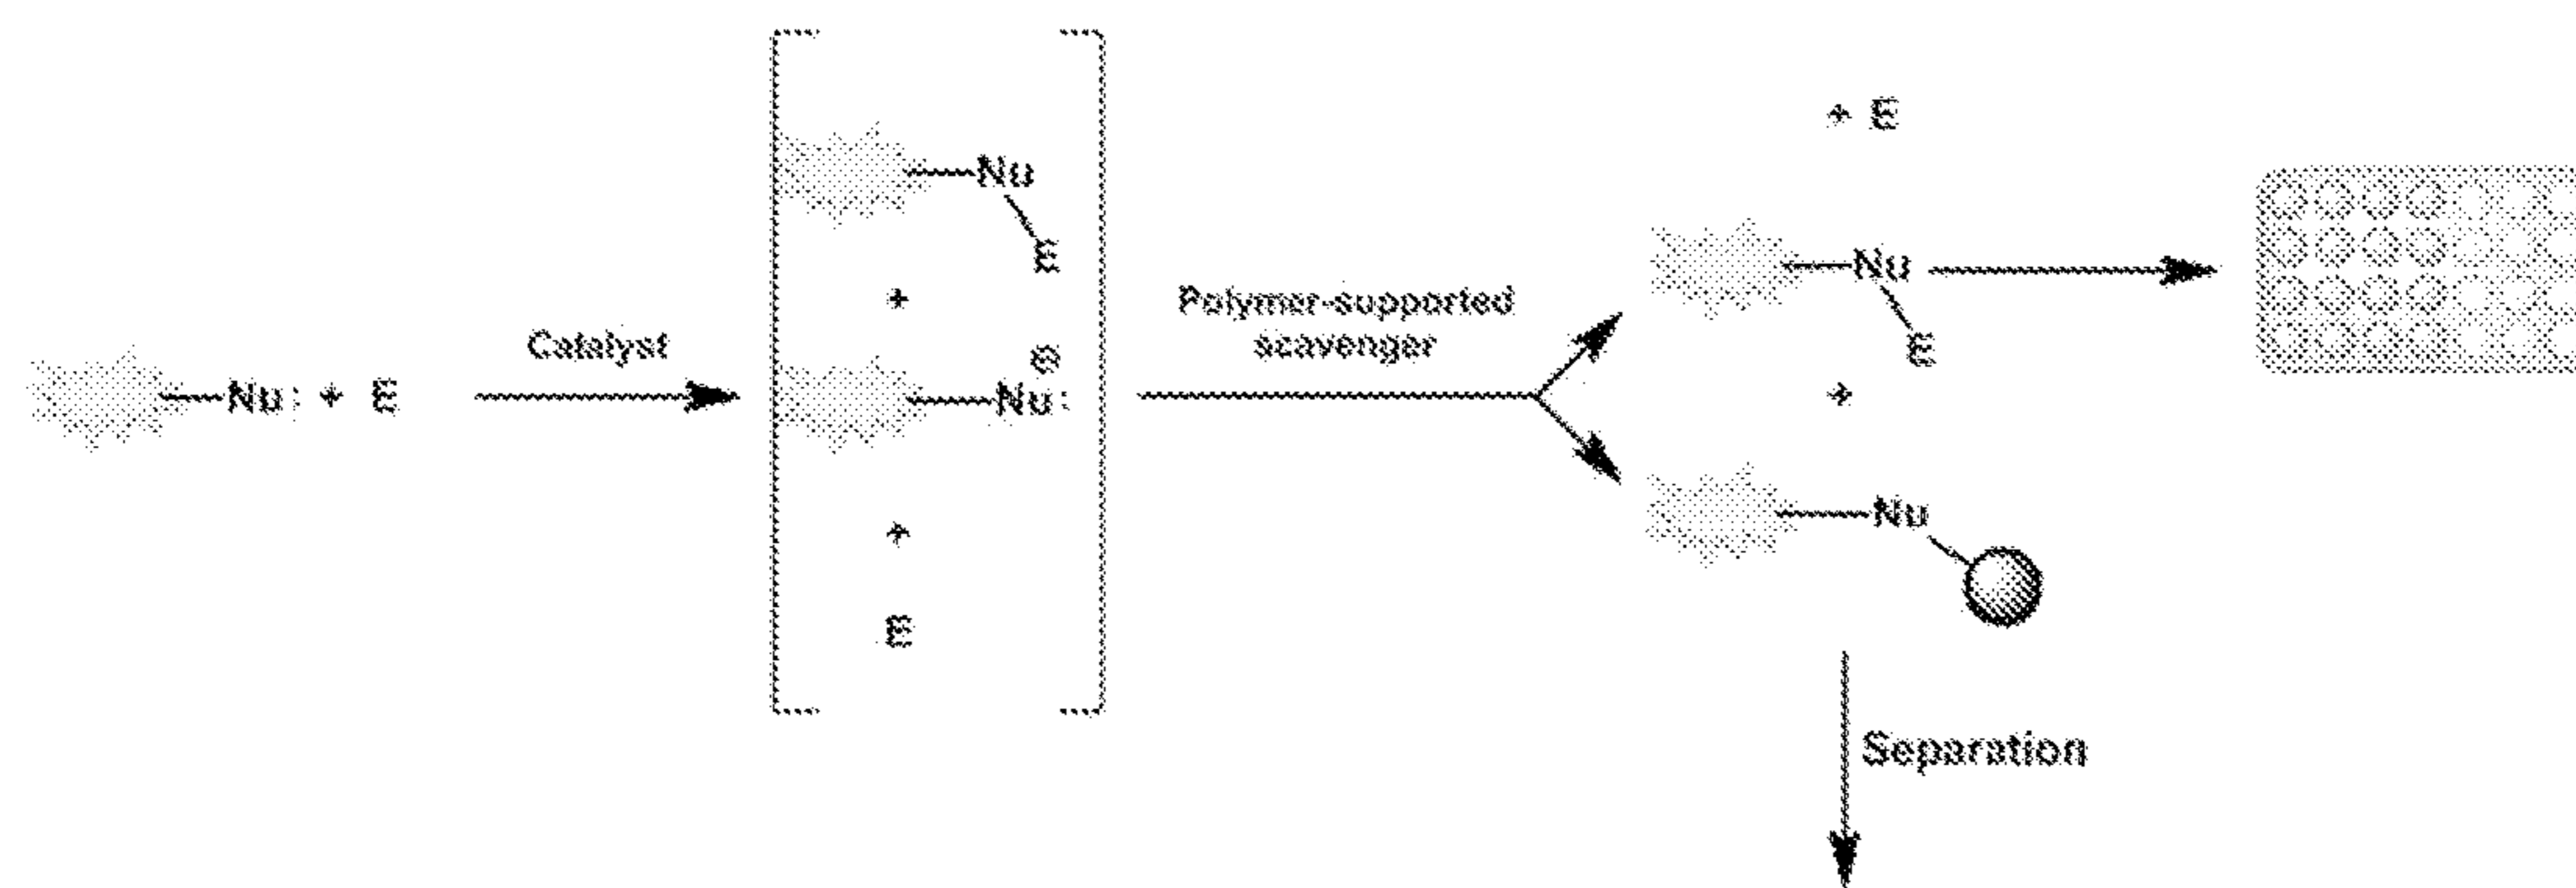 + E
Nu
E
+
Polymer-supported
scavenger
Nu
E
Catalyst
⊖
Nu: + E
Nu:
+
+
Nu
E
Separation